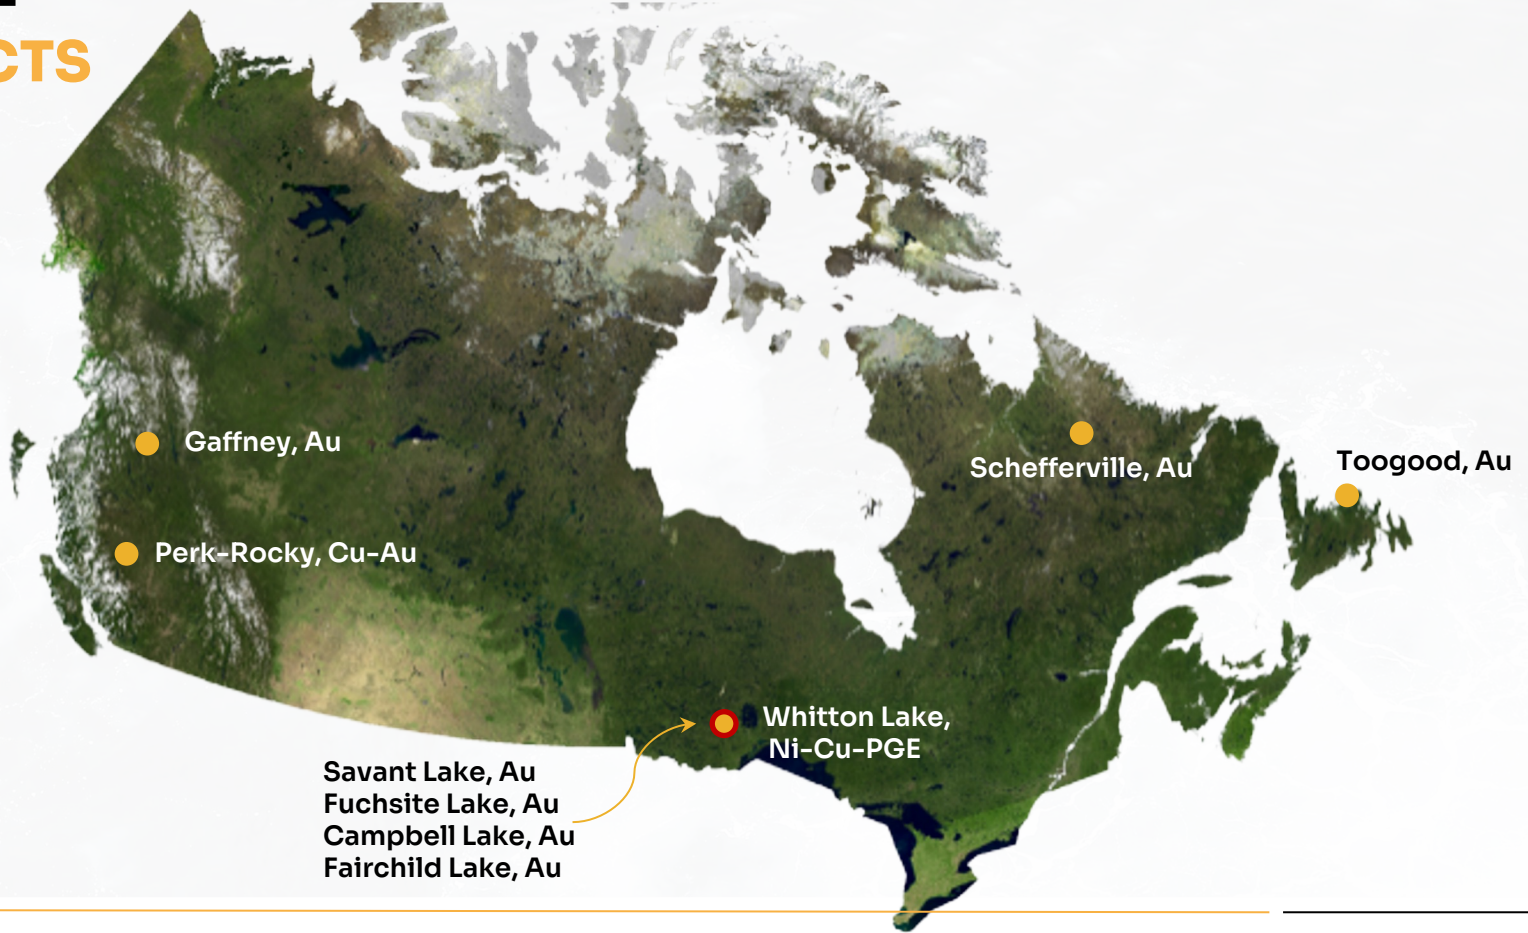 CTS
Gaffney, Au
Schefferville, Au
Toogood, Au
Perk-Rocky, Cu-Au
Whitton Lake,
Ni-Cu-PGE
Savant Lake, Au
Fuchsite Lake, Au
Campbell Lake, Au
Fairchild Lake, Au